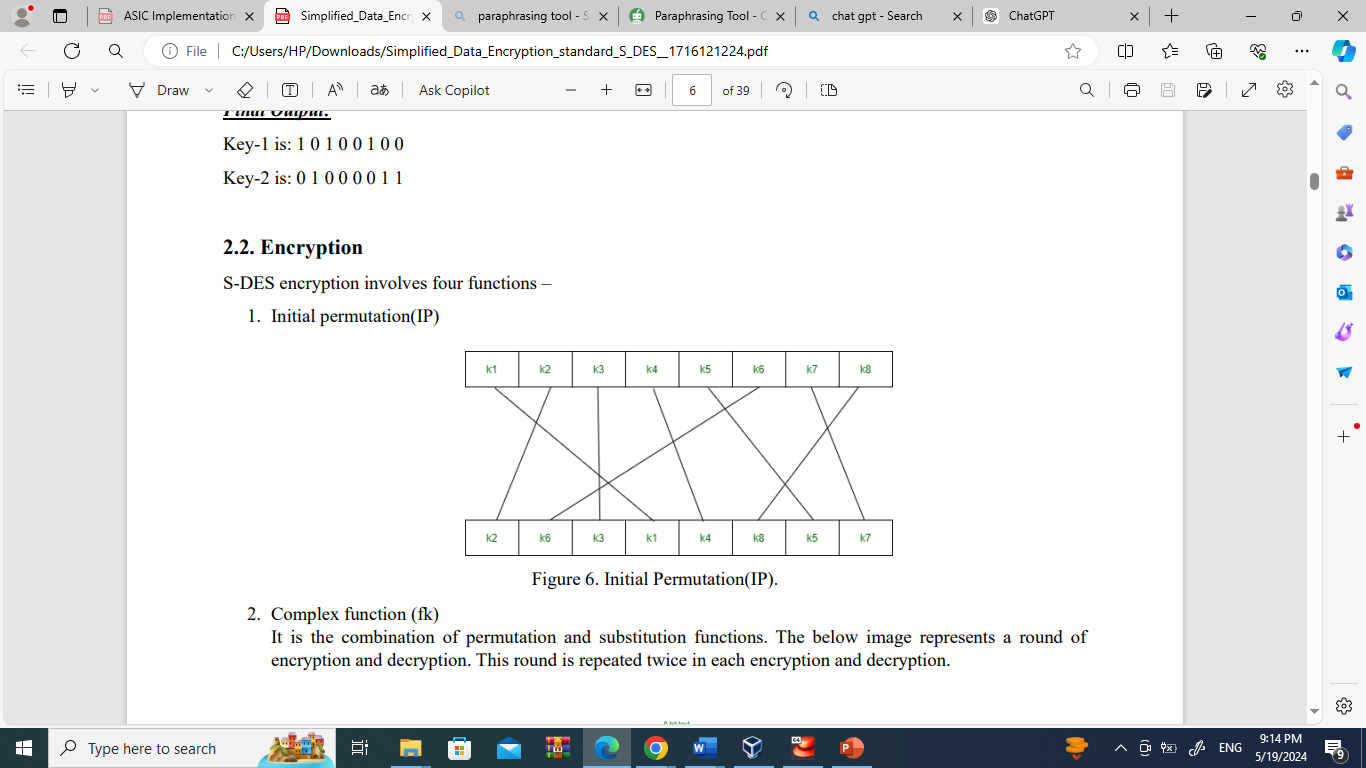 ASIC Implementation
Simplified_Data_Encr
paraphrasing tool - S
Paraphrasing Tool - C
chat gpt - Search
ChatGPT
File
C:/Users/HP/Downloads/Simplified_Data_Encryption_standard_S_DES__1716121224.pdf
Draw
Ask Copilot
6 of 39
Final Output:
Key-1 is: 1 0 1 0 0 1 0 0
Key-2 is: 0 1 0 0 0 0 1 1
2.2. Encryption
S-DES encryption involves four functions –
1. Initial permutation(IP)
k1 k2 k3 k4 k5 k6 k7 k8
k2 k6 k3 k1 k4 k8 k5 k7
Figure 6. Initial Permutation(IP).
2. Complex function (fk)
It is the combination of permutation and substitution functions. The below image represents a round of
encryption and decryption. This round is repeated twice in each encryption and decryption.
Type here to search
ENG
9:14 PM
5/19/2024
9